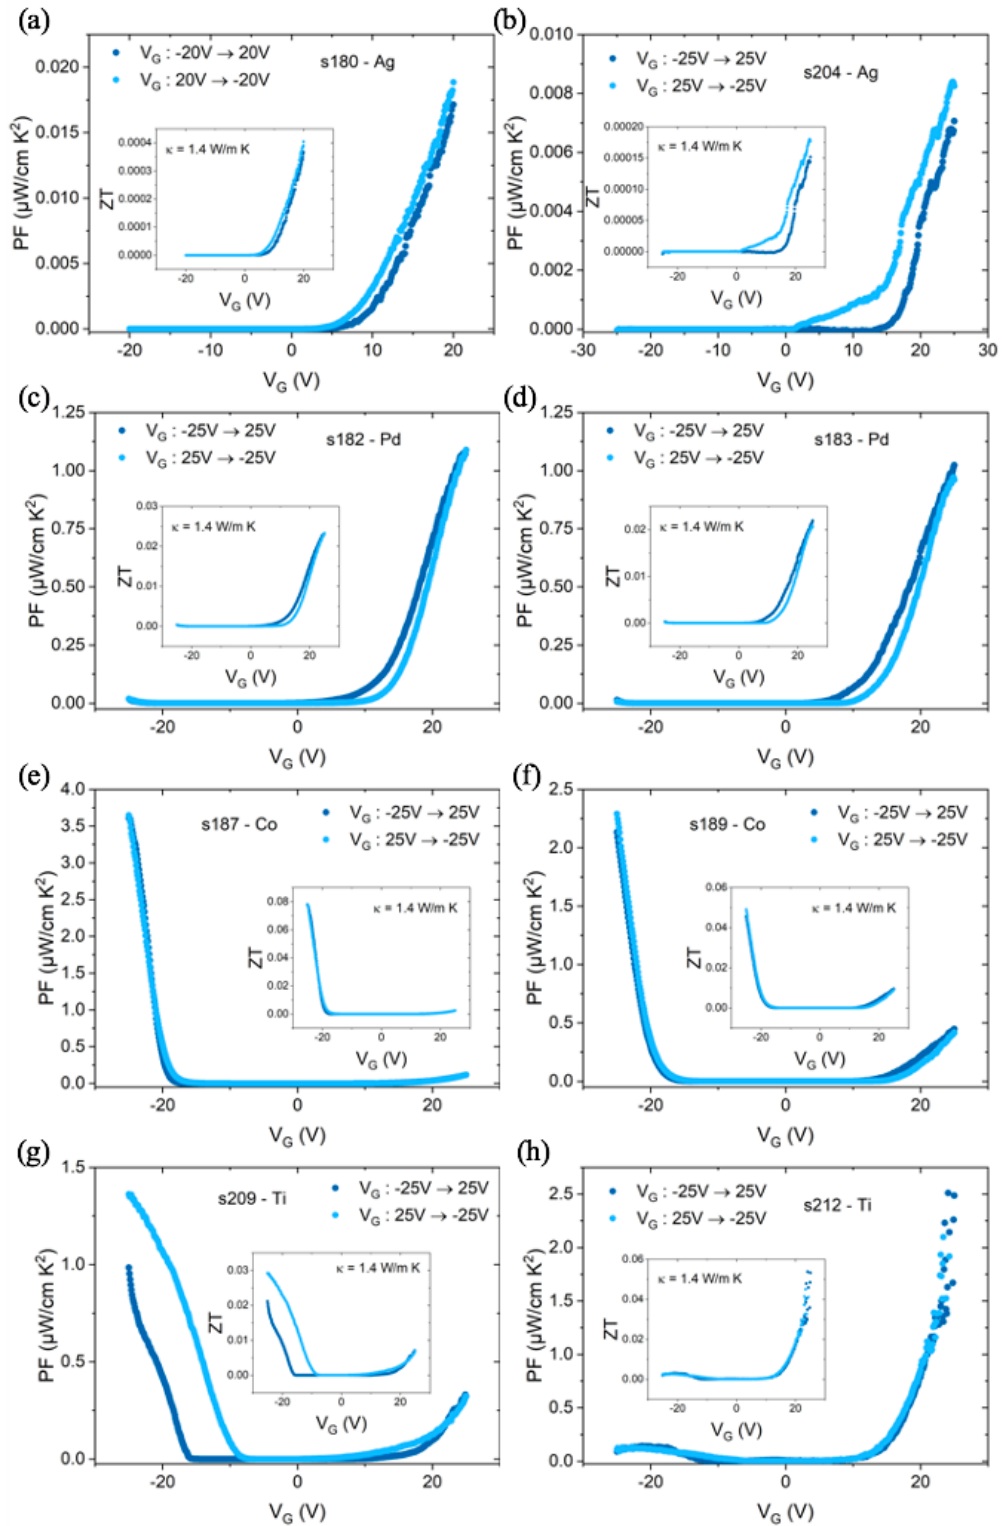 (a)
V_G : -20V → 20V
V_G : 20V → -20V
s180 - Ag
PF (µW/cm K²)
0.020
0.015
0.010
0.005
0.000
-20 -10 0 10 20
V_G (V)
κ = 1.4 W/m K
ZT
0.0004
0.0003
0.0002
0.0001
0.0000
-20 0 20
V_G (V)
(b)
V_G : -25V → 25V
V_G : 25V → -25V
s204 - Ag
PF (µW/cm K²)
0.010
0.008
0.006
0.004
0.002
0.000
-30 -20 -10 0 10 20 30
V_G (V)
κ = 1.4 W/m K
ZT
0.00020
0.00015
0.00010
0.00005
0.00000
-20 0 20
V_G (V)
(c)
V_G : -25V → 25V
V_G : 25V → -25V
s182 - Pd
PF (µW/cm K²)
1.25
1.00
0.75
0.50
0.25
0.00
-20 0 20
V_G (V)
κ = 1.4 W/m K
ZT
0.03
0.02
0.01
0.00
-20 0 20
V_G (V)
(d)
V_G : -25V → 25V
V_G : 25V → -25V
s183 - Pd
PF (µW/cm K²)
1.25
1.00
0.75
0.50
0.25
0.00
-20 0 20
V_G (V)
κ = 1.4 W/m K
ZT
0.02
0.01
0.00
-20 0 20
V_G (V)
(e)
V_G : -25V → 25V
V_G : 25V → -25V
s187 - Co
PF (µW/cm K²)
4.0
3.5
3.0
2.5
2.0
1.5
1.0
0.5
0.0
-20 0 20
V_G (V)
κ = 1.4 W/m K
ZT
0.08
0.06
0.04
0.02
0.00
-20 0 20
V_G (V)
(f)
V_G : -25V → 25V
V_G : 25V → -25V
s189 - Co
PF (µW/cm K²)
2.5
2.0
1.5
1.0
0.5
0.0
-20 0 20
V_G (V)
κ = 1.4 W/m K
ZT
0.06
0.04
0.02
0.00
-20 0 20
V_G (V)
(g)
V_G : -25V → 25V
V_G : 25V → -25V
s209 - Ti
PF (µW/cm K²)
1.5
1.0
0.5
0.0
-20 0 20
V_G (V)
κ = 1.4 W/m K
ZT
0.03
0.02
0.01
0.00
-20 0 20
V_G (V)
(h)
V_G : -25V → 25V
V_G : 25V → -25V
s212 - Ti
PF (µW/cm K²)
2.5
2.0
1.5
1.0
0.5
0.0
-20 0 20
V_G (V)
κ = 1.4 W/m K
ZT
0.06
0.04
0.02
0.00
-20 0 20
V_G (V)